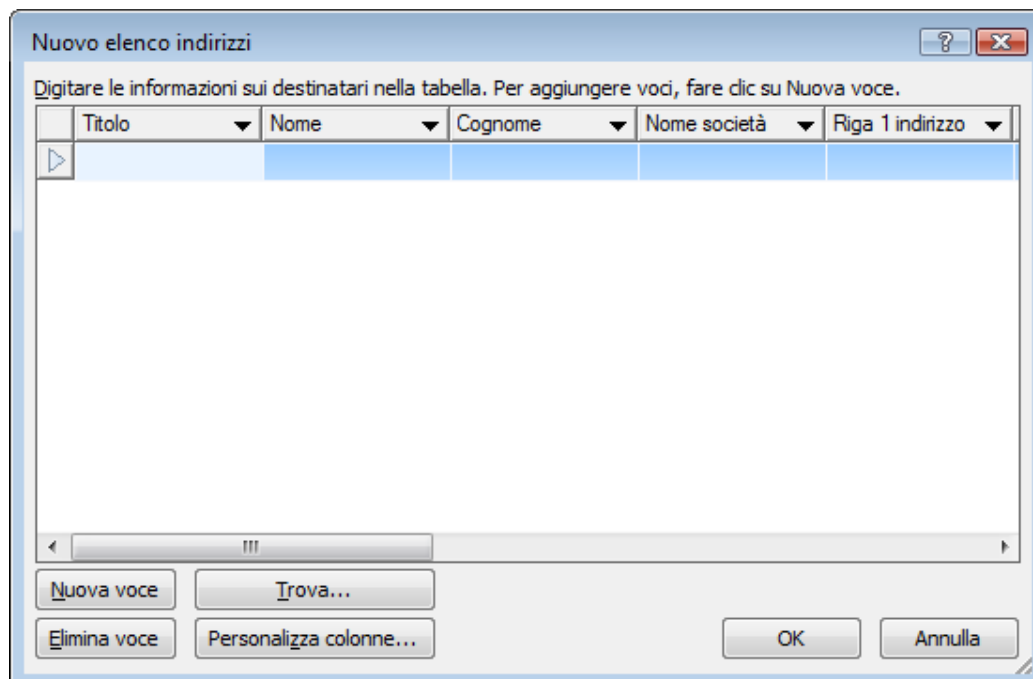 Nuovo elenco indirizzi
Digitare le informazioni sui destinatari nella tabella. Per aggiungere voci, fare clic su Nuova voce.
Titolo Nome Cognome Nome società Riga 1 indirizzo
Nuova voce Trova...
Elimina voce Personalizza colonne... OK Annulla